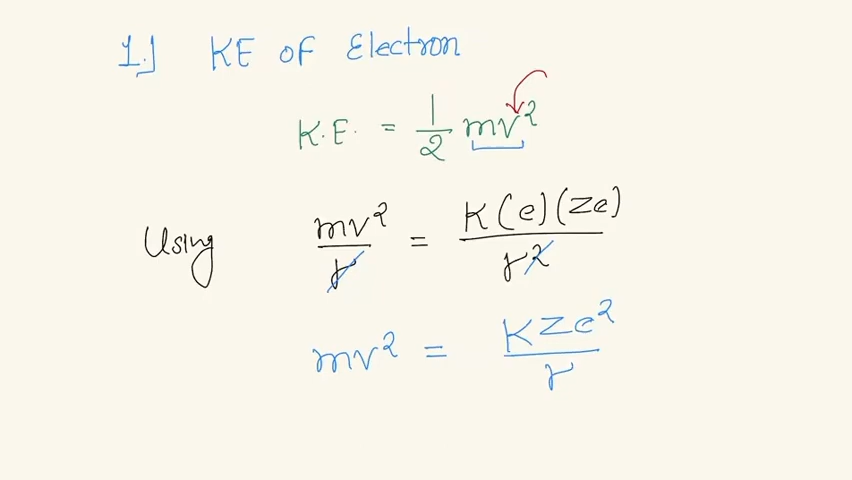 1.] KE OF Electron
K.E. = 1/2 mv²
Using mv²/r = K(e)(Ze)/r²
mv² = KZe²/r